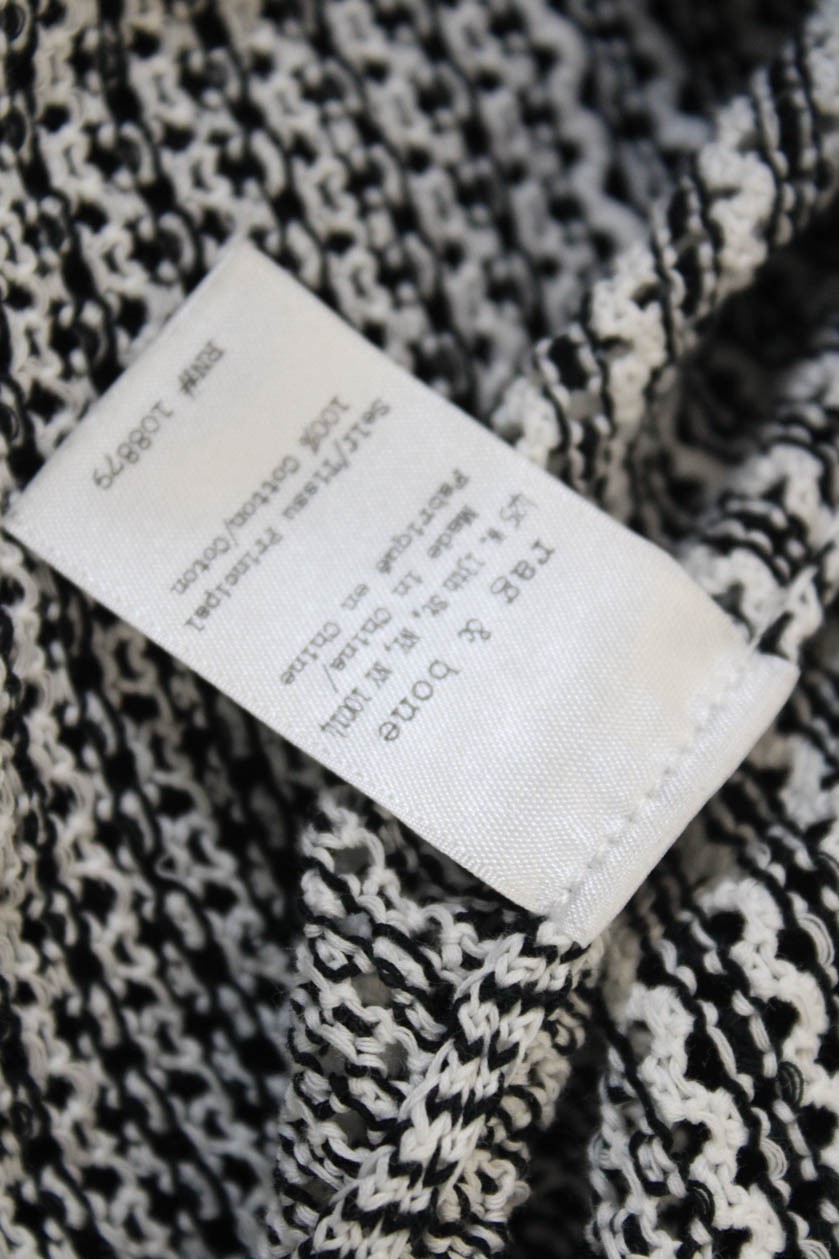 rag & bone
425 W. 13th St, NY, NY 10014
Made in China/
Fabriqué en Chine
Self/Tissu Principal
100% Cotton/Coton
RN# 108879